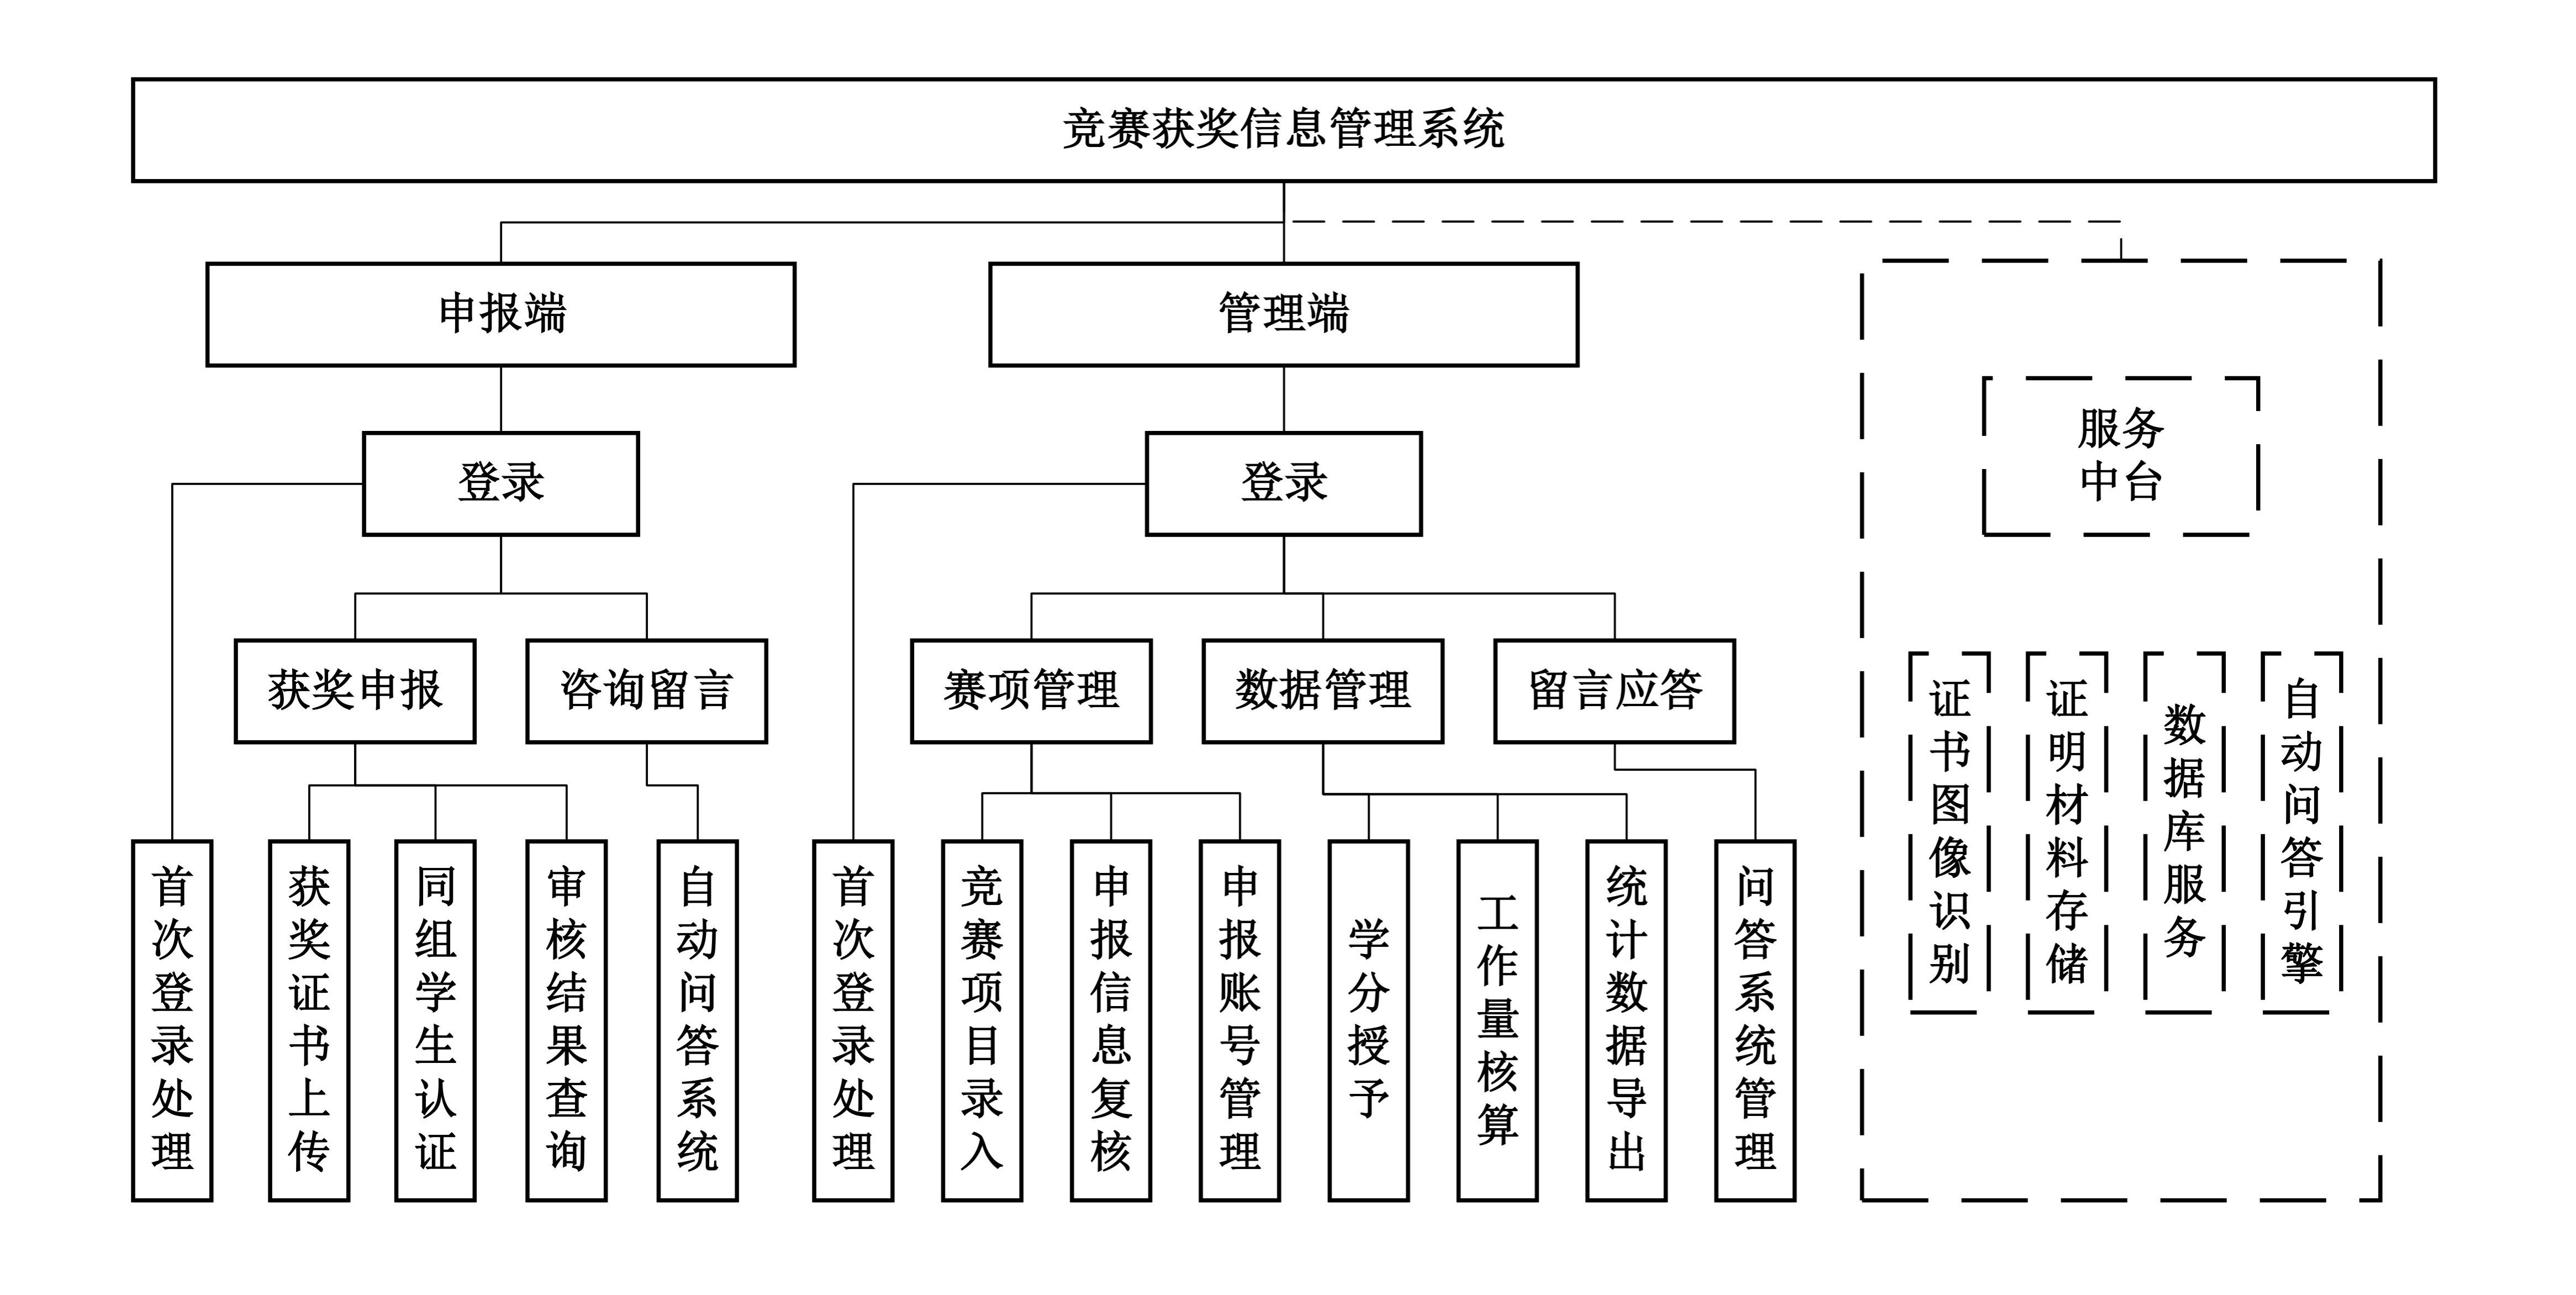 竞赛获奖信息管理系统
申报端
管理端
服务
中台
登录
登录
获奖申报
咨询留言
赛项管理
数据管理
留言应答
首次登录处理
获奖证书上传
同组学生认证
审核结果查询
自动问答系统
首次登录处理
竞赛项目录入
申报信息复核
申报账号管理
学分授予
工作量核算
统计数据导出
问答系统管理
证书图像识别
证明材料存储
数据库服务
自动问答引擎